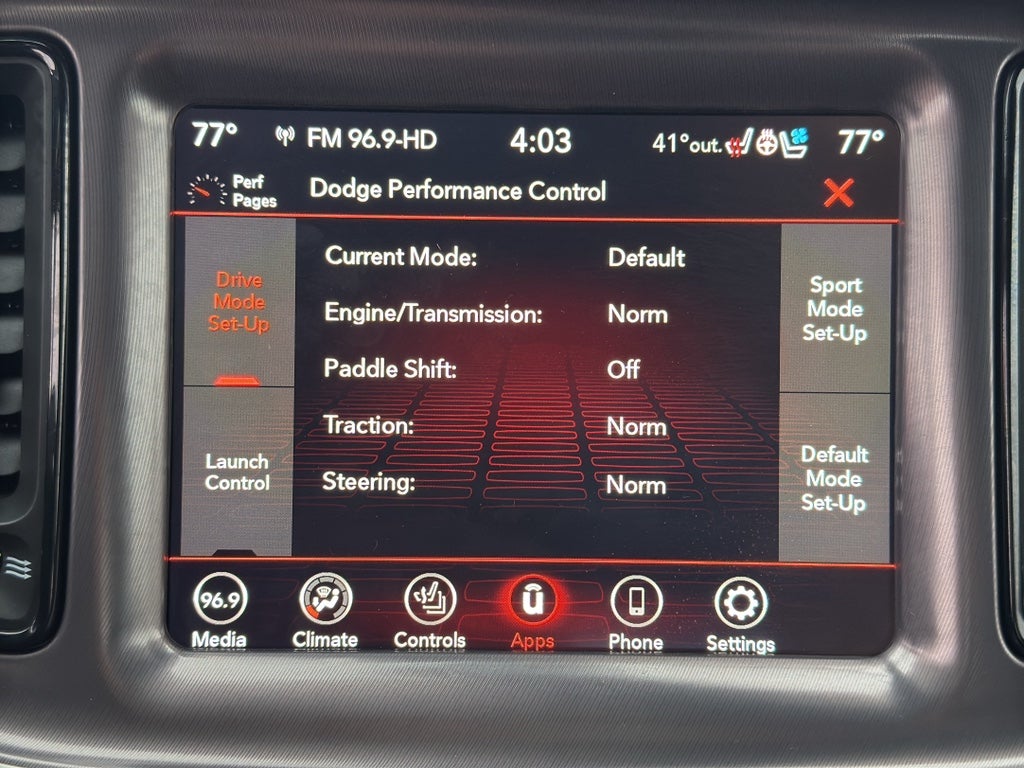 77° FM 96.9-HD 4:03 41°out. 77°
Perf
Pages
Dodge Performance Control
Drive
Mode
Set-Up
Launch
Control
Current Mode: Default
Engine/Transmission: Norm
Paddle Shift: Off
Traction: Norm
Steering: Norm
Sport
Mode
Set-Up
Default
Mode
Set-Up
96.9 ū
Media Climate Controls Apps Phone Settings